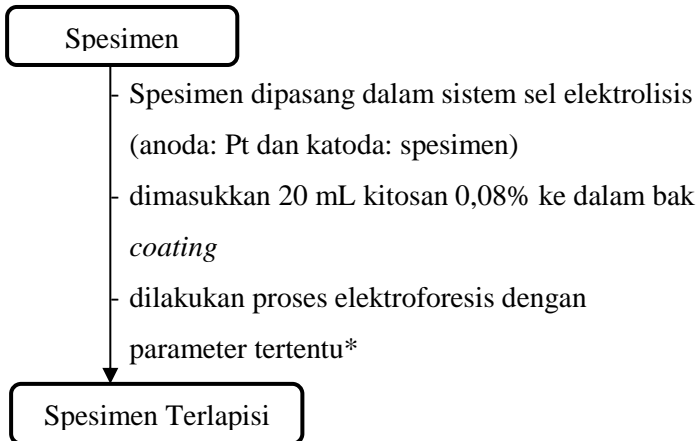 Spesimen
- Spesimen dipasang dalam sistem sel elektrolisis
(anoda: Pt dan katoda: spesimen)
- dimasukkan 20 mL kitosan 0,08% ke dalam bak
coating
- dilakukan proses elektroforesis dengan
parameter tertentu*
Spesimen Terlapisi